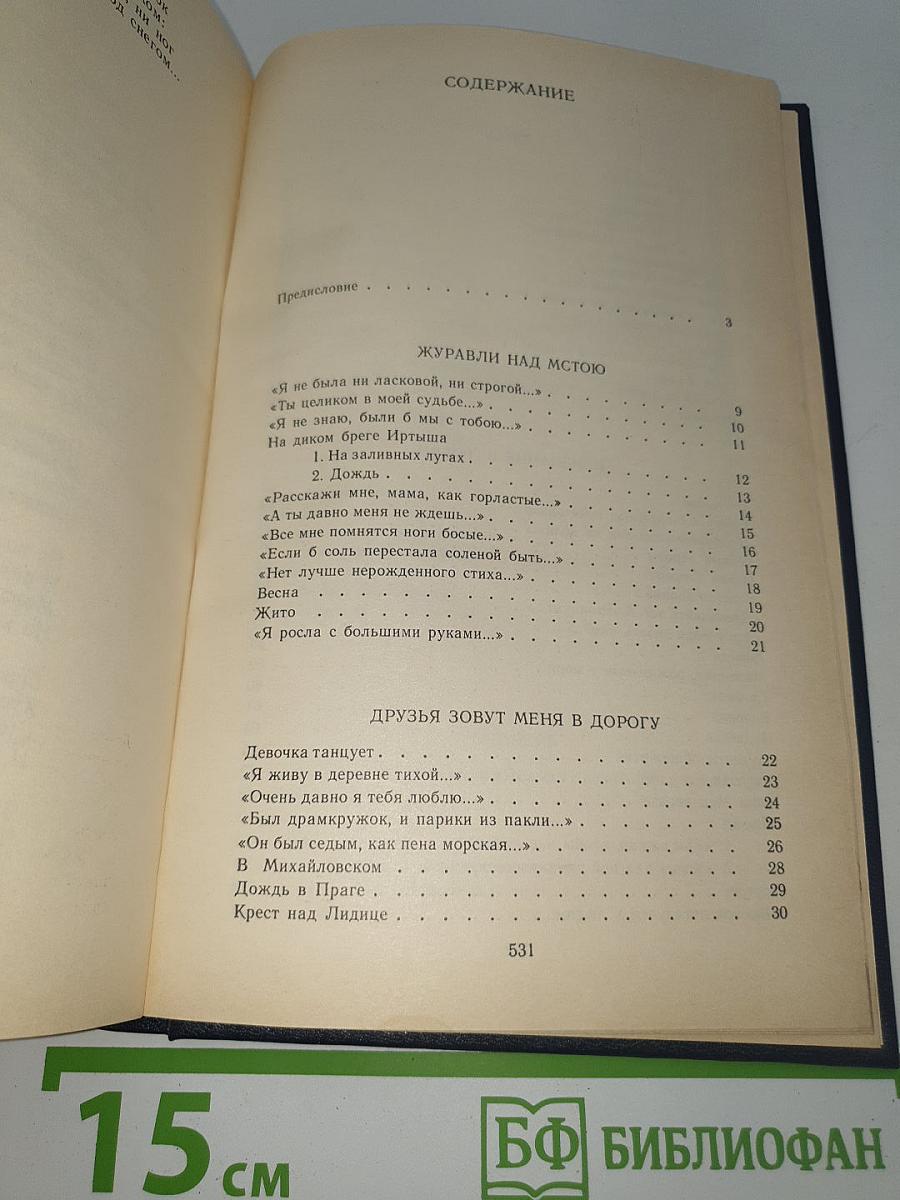 ок
ом:
ни ног
од снегом...
СОДЕРЖАНИЕ
Предисловие . . . . . . . . . . . . . . . 3
ЖУРАВЛИ НАД МСТОЮ
«Я не была ни ласковой, ни строгой...» . . . . . . . 9
«Ты целиком в моей судьбе...» . . . . . . . . . . 10
«Я не знаю, были б мы с тобою...» . . . . . . . . 11
На диком бреге Иртыша
1. На заливных лугах . . . . . . . . . . 12
2. Дождь . . . . . . . . . . . . . . 13
«Расскажи мне, мама, как горластые...» . . . . . . 14
«А ты давно меня не ждешь...» . . . . . . . . . 15
«Все мне помнятся ноги босые...» . . . . . . . . 16
«Если б соль перестала соленой быть...» . . . . . . 17
«Нет лучше нерожденного стиха...» . . . . . . . . 18
Весна . . . . . . . . . . . . . . . . 19
Жито . . . . . . . . . . . . . . . . 20
«Я росла с большими руками...» . . . . . . . . . 21
ДРУЗЬЯ ЗОВУТ МЕНЯ В ДОРОГУ
Девочка танцует . . . . . . . . . . . . . . 22
«Я живу в деревне тихой...» . . . . . . . . . . 23
«Очень давно я тебя люблю...» . . . . . . . . . 24
«Был драмкружок, и парики из пакли...» . . . . . . 25
«Он был седым, как пена морская...» . . . . . . . 26
В Михайловском . . . . . . . . . . . . . 28
Дождь в Праге . . . . . . . . . . . . . . 29
Крест над Лидице . . . . . . . . . . . . . 30
531
15 см
БФ БИБЛИОФАН